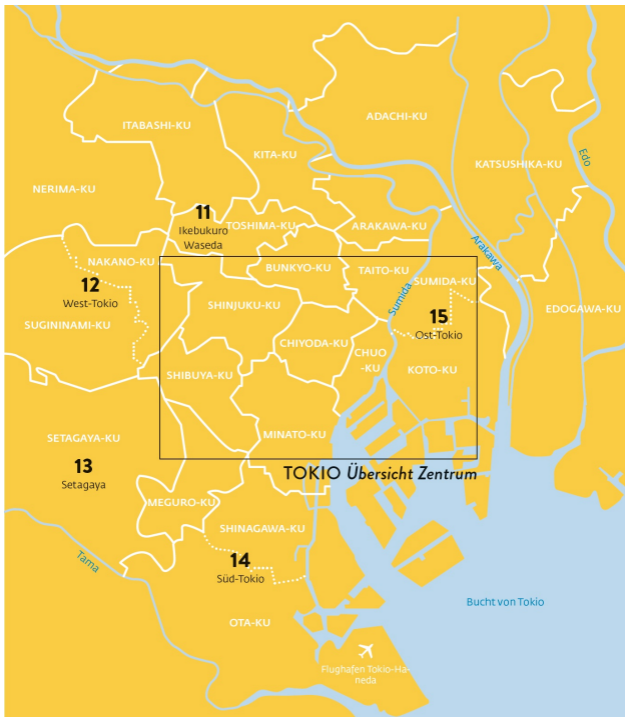 ADACHI-KU
ITABASHI-KU
KITA-KU
KATSUSHIKA-KU
Edo
NERIMA-KU
11
Ikebukuro
Waseda
TOSHIMA-KU
ARAKAWA-KU
Arakawa
NAKANO-KU
BUNKYO-KU
TAITO-KU
SUMIDA-KU
12
West-Tokio
SUGININAMI-KU
SHINJUKU-KU
Sumida
15
Ost-Tokio
EDOGAWA-KU
CHIYODA-KU
CHUO
-KU
SHIBUYA-KU
KOTO-KU
SETAGAYA-KU
13
Setagaya
MINATO-KU
TOKIO Übersicht Zentrum
MEGURO-KU
SHINAGAWA-KU
Tama
14
Süd-Tokio
Bucht von Tokio
OTA-KU
Flughafen Tokio-Ha-
neda